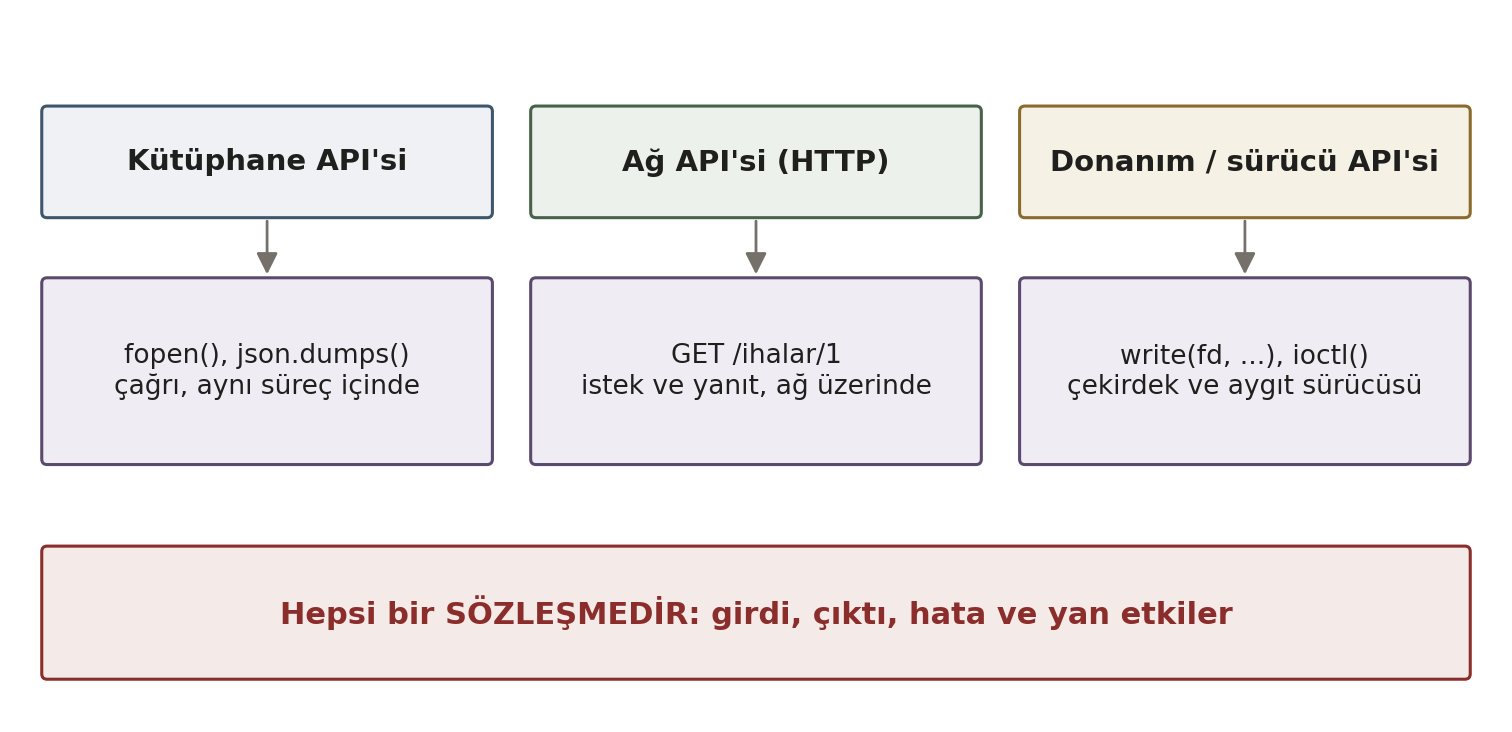 Kütüphane API'si
Ağ API'si (HTTP)
Donanım / sürücü API'si
fopen(), json.dumps()
çağrı, aynı süreç içinde
GET /ihalar/1
istek ve yanıt, ağ üzerinde
write(fd, …), ioctl()
çekirdek ve aygıt sürücüsü
Hepsi bir SÖZLEŞMEDİR: girdi, çıktı, hata ve yan etkiler